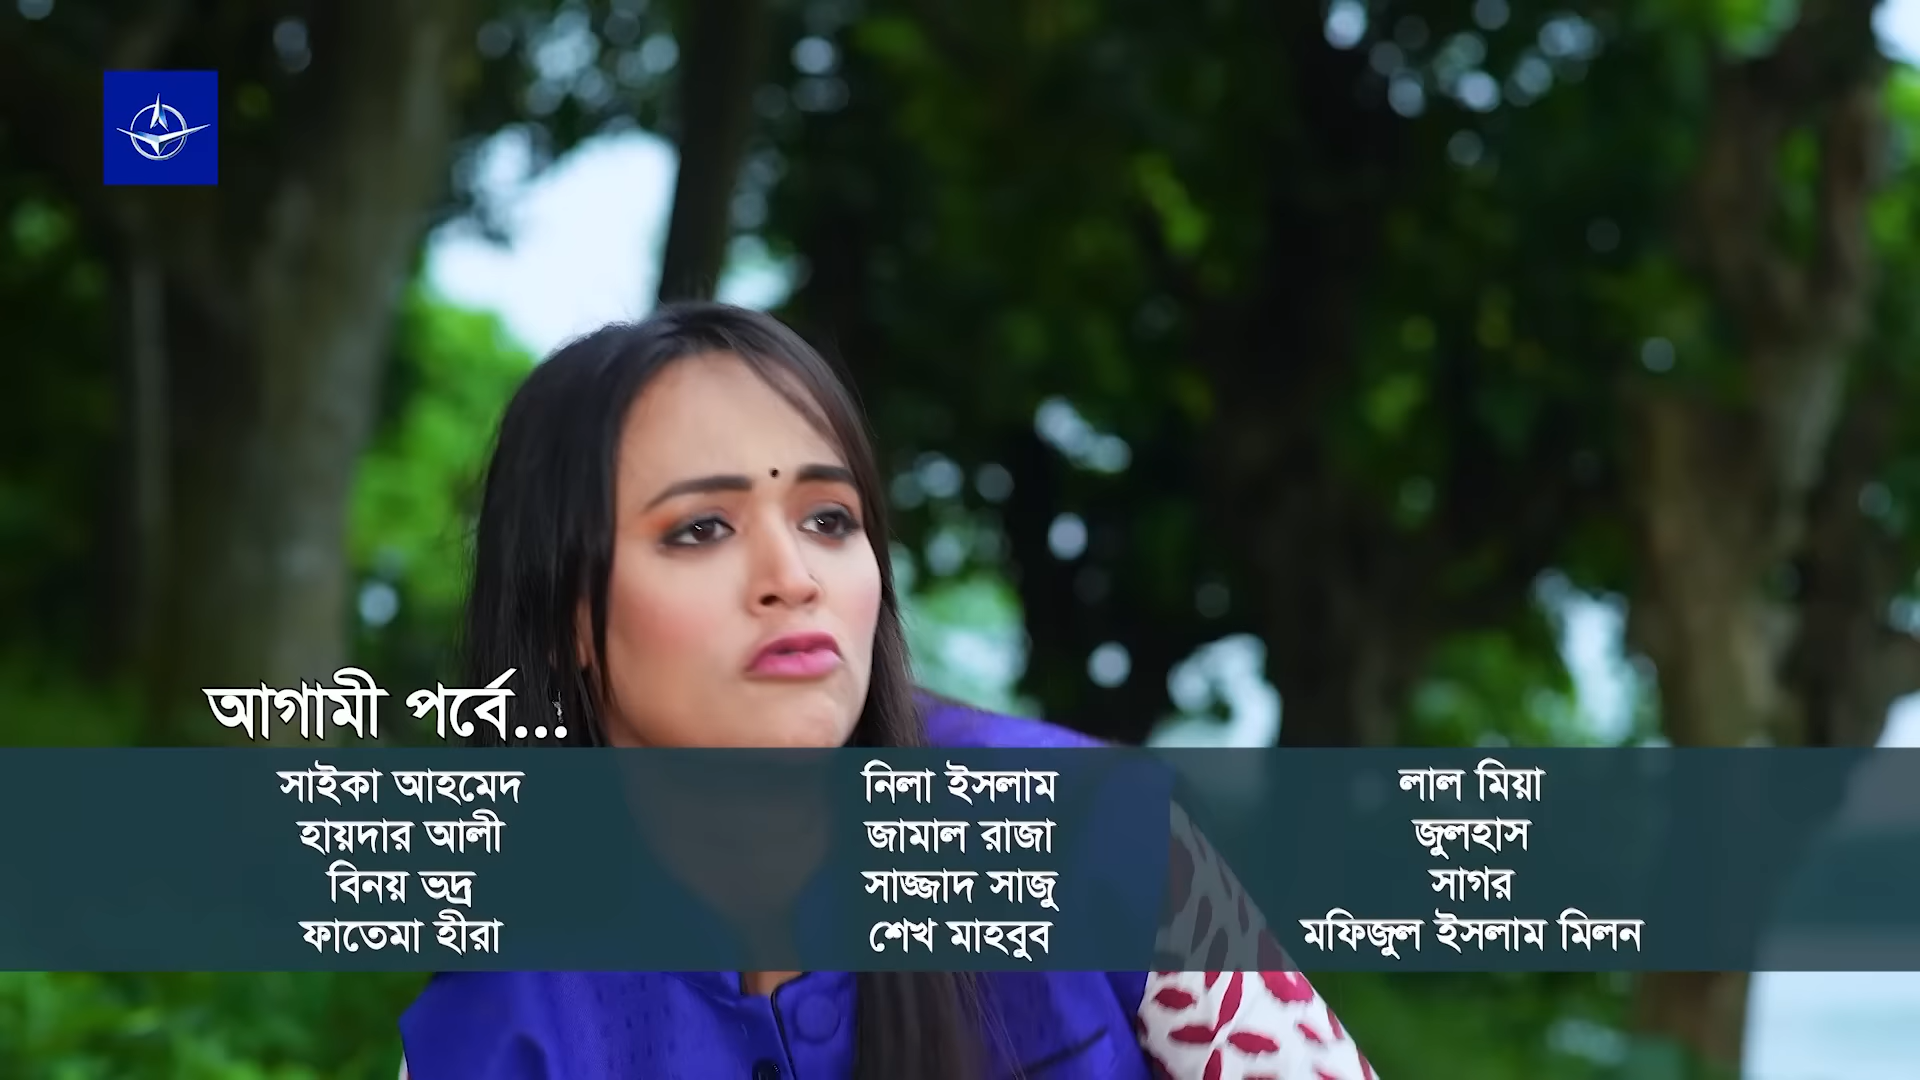 আগামী পর্বে...
সাইকা আহমেদ
হায়দার আলী
বিনয় ভদ্র
ফাতেমা হীরা
নিলা ইসলাম
জামাল রাজা
সাজ্জাদ সাজু
শেখ মাহবুব
লাল মিয়া
জুলহাস
সাগর
মফিজুল ইসলাম মিলন